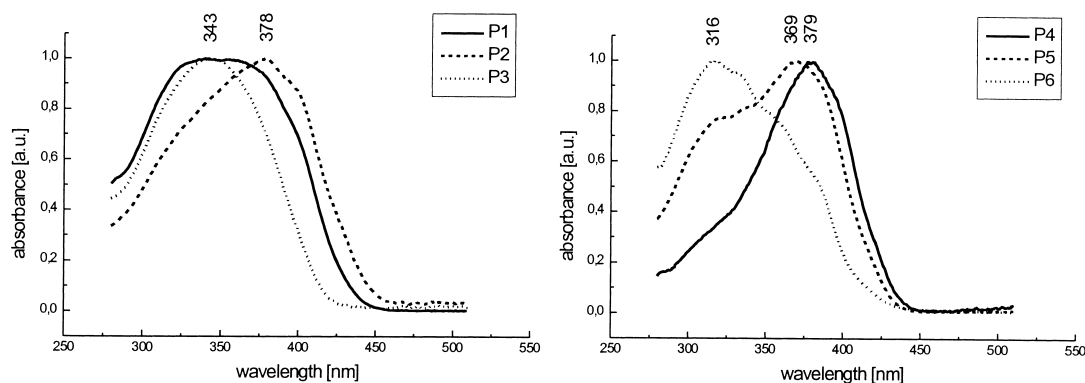 343 378
P1
P2
P3
1,0
0,8
0,6
0,4
0,2
0,0
absorbance [a.u.]
250 300 350 400 450 500 550
wavelength [nm]
316 369 379
P4
P5
P6
1,0
0,8
0,6
0,4
0,2
0,0
absorbance [a.u.]
250 300 350 400 450 500 550
wavelength [nm]